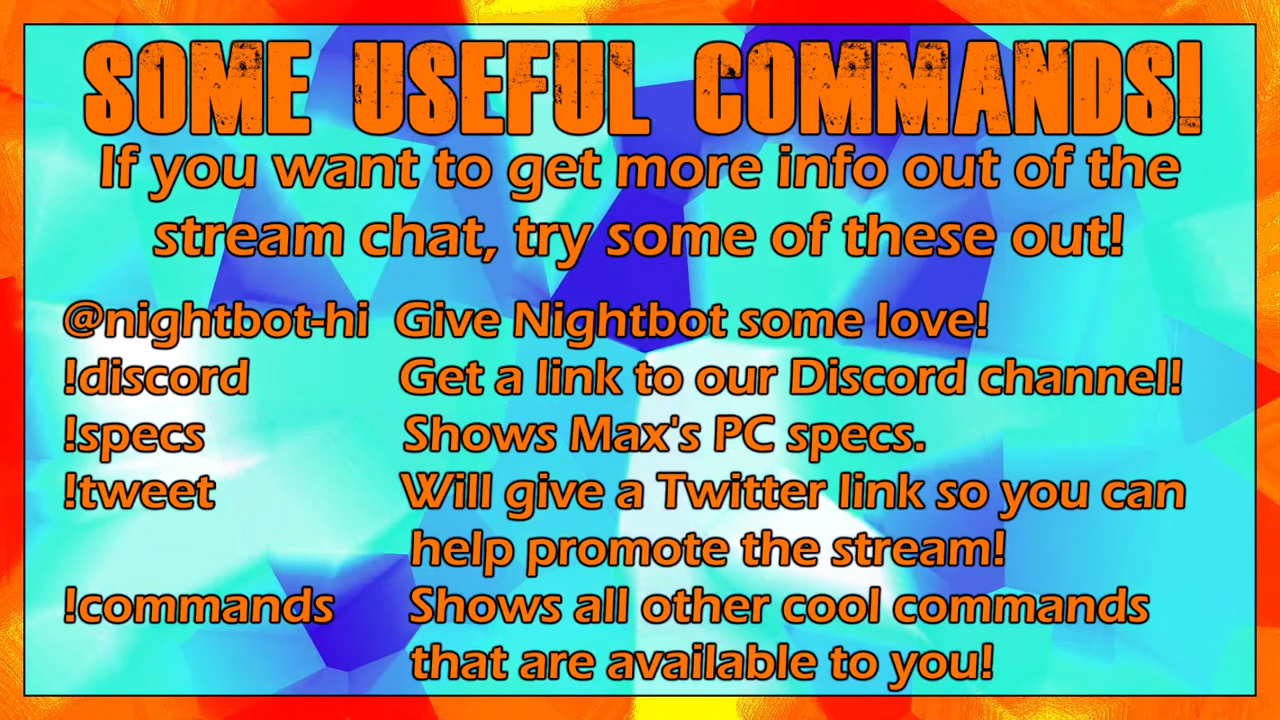 SOME USEFUL COMMANDS!
If you want to get more info out of the
stream chat, try some of these out!
@nightbot-hi Give Nightbot some love!
!discord Get a link to our Discord channel!
!specs Shows Max's PC specs.
!tweet Will give a Twitter link so you can
help promote the stream!
!commands Shows all other cool commands
that are available to you!